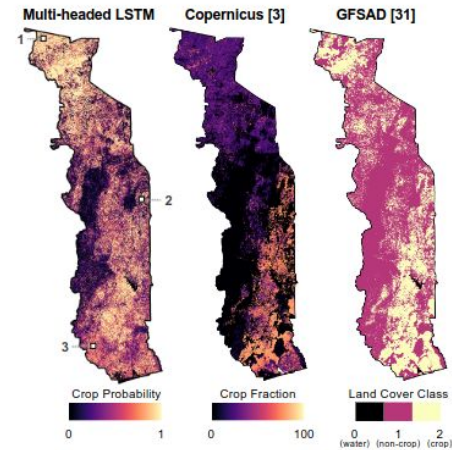 Multi-headed LSTM Copernicus [3] GFSAD [31]
1
2
3
Crop Probability Crop Fraction Land Cover Class
0 1 0 100 0 1 2
(water) (non-crop) (crop)